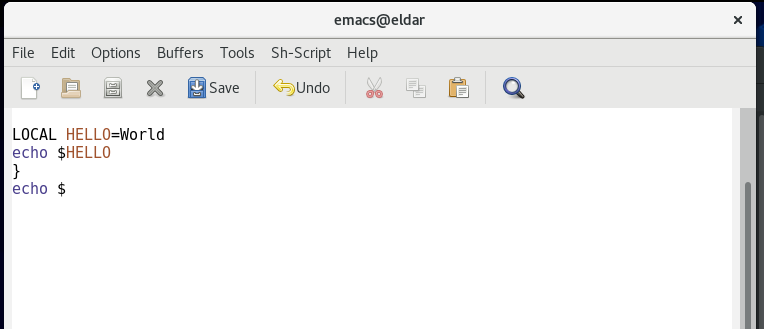 emacs@eldar
File Edit Options Buffers Tools Sh-Script Help
Save Undo
LOCAL HELLO=World
echo $HELLO
}
echo $